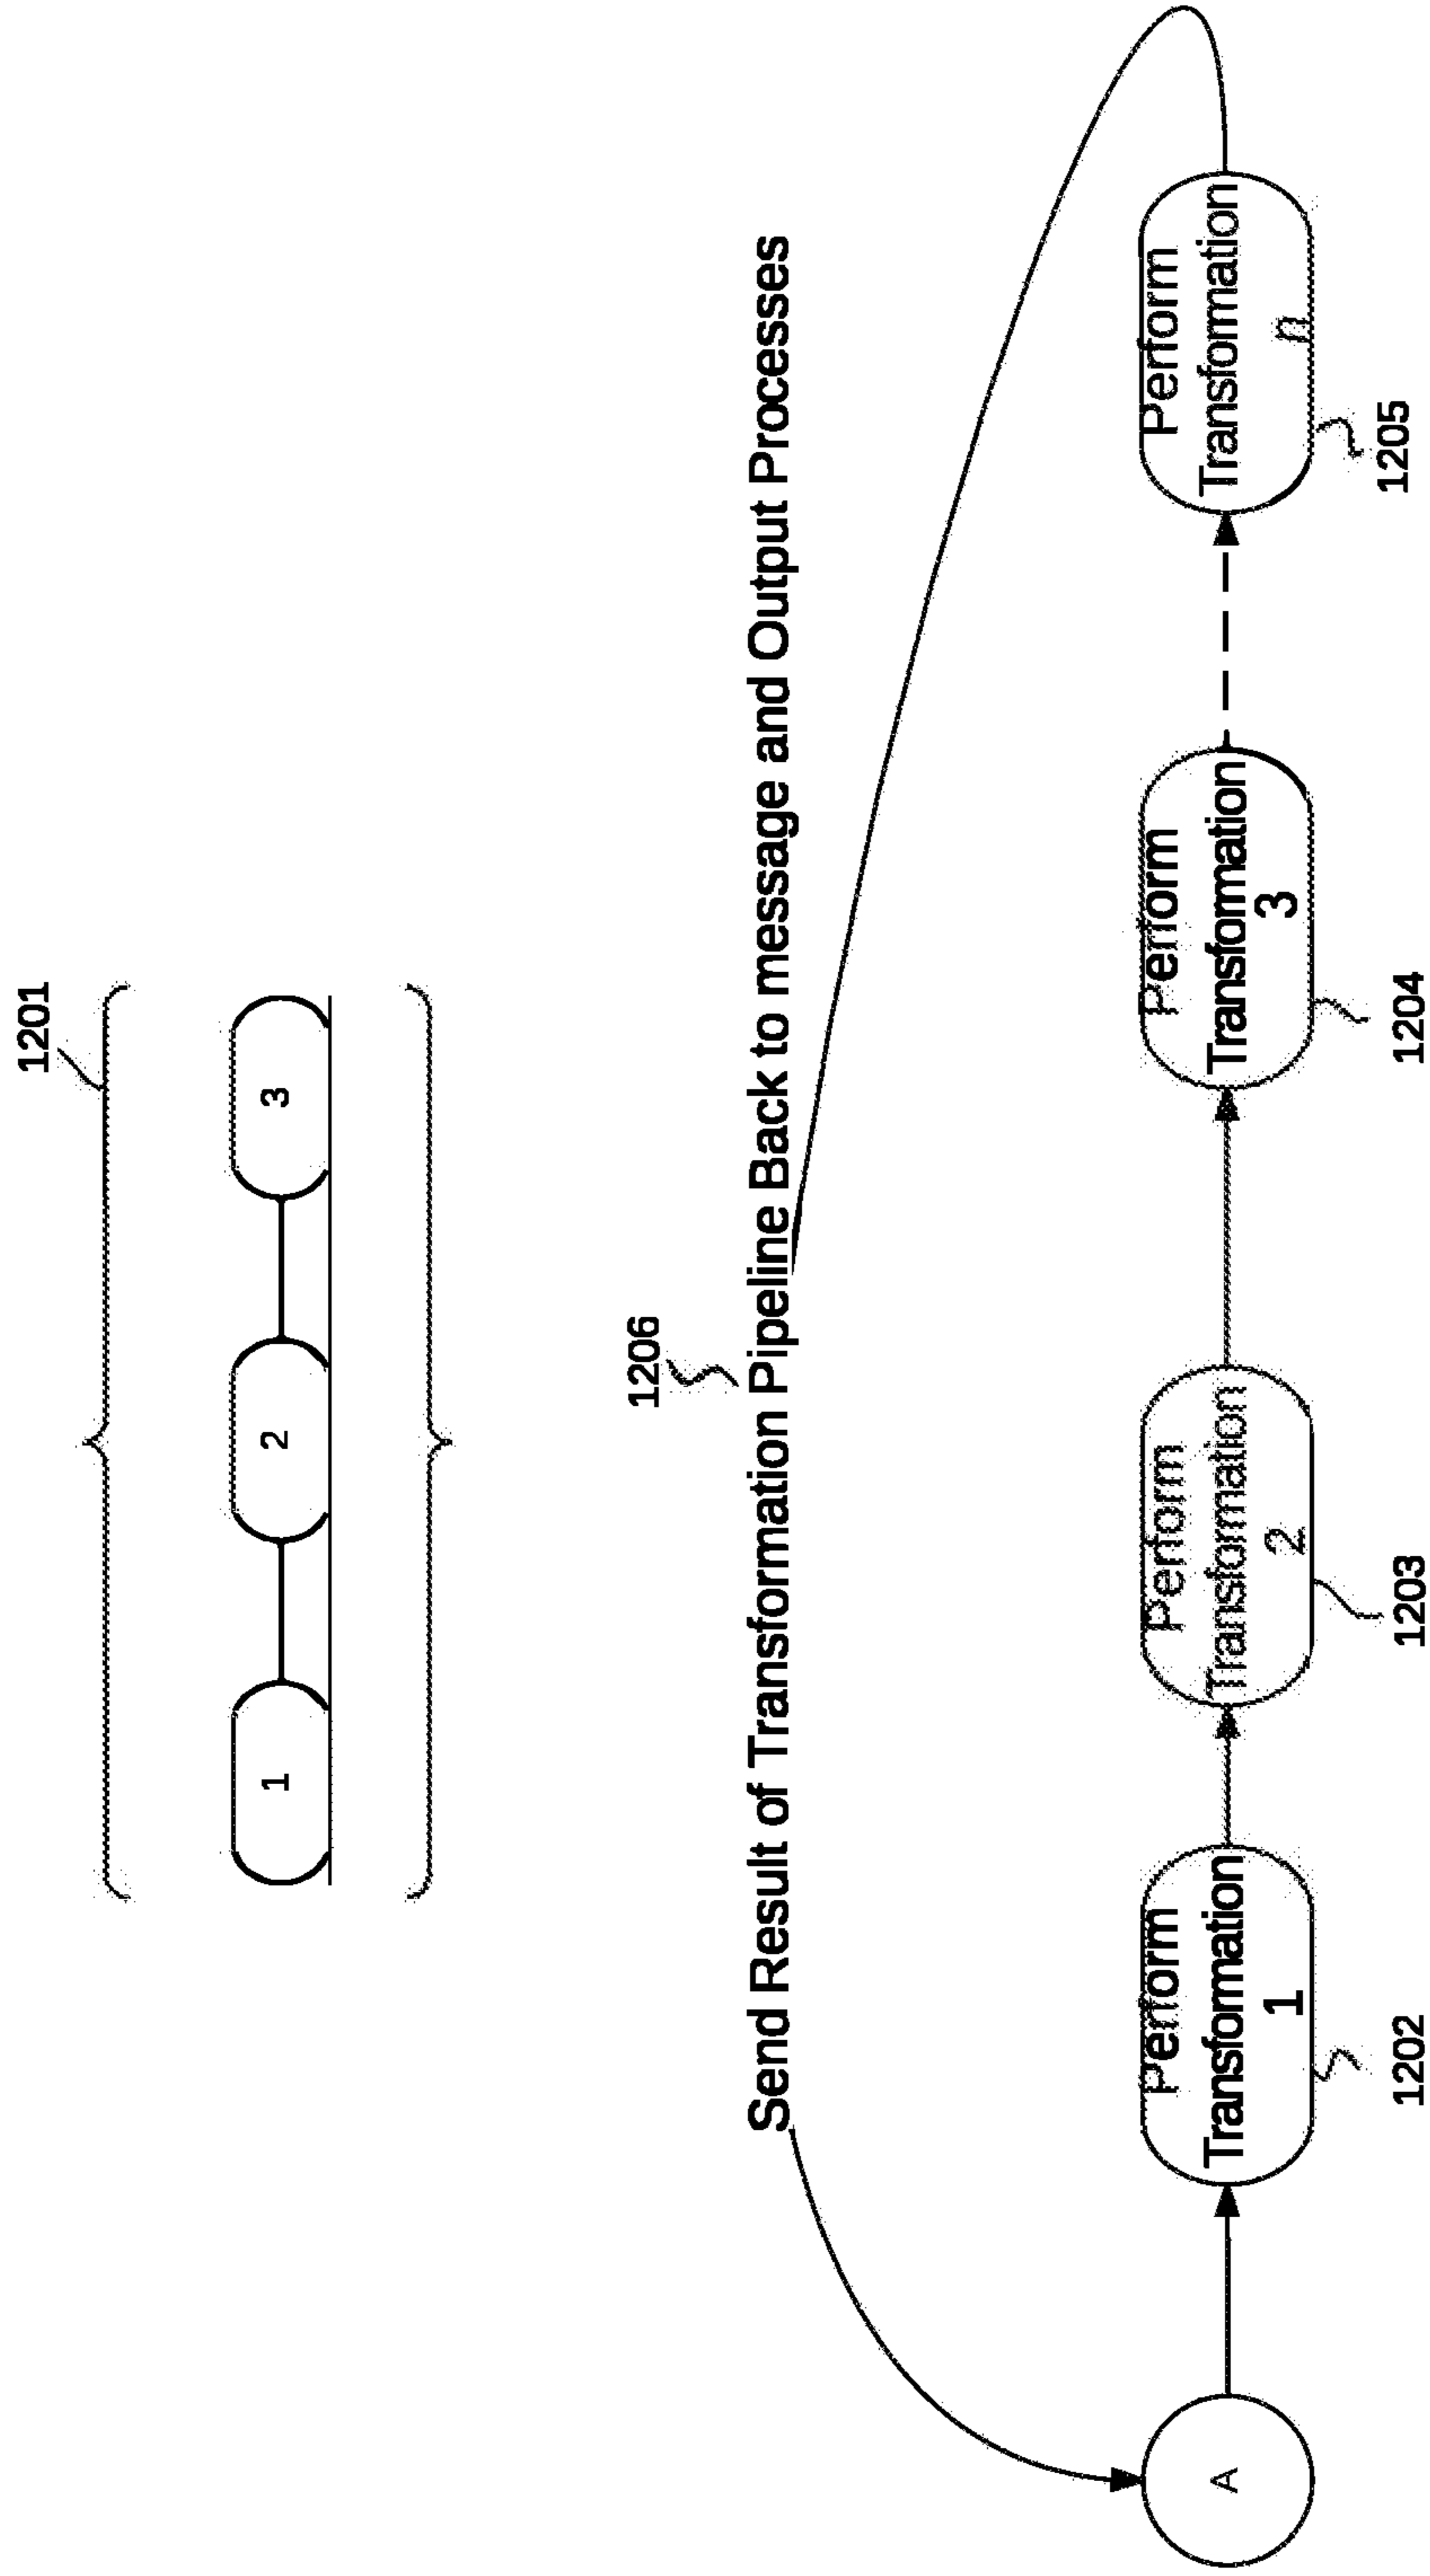 1201
1
2
3
1206
Send Result of Transformation Pipeline Back to message and Output Processes
A
Perform
Transformation
1
Perform
Transformation
2
Perform
Transformation
3
Perform
Transformation
n
1202
1203
1204
1205